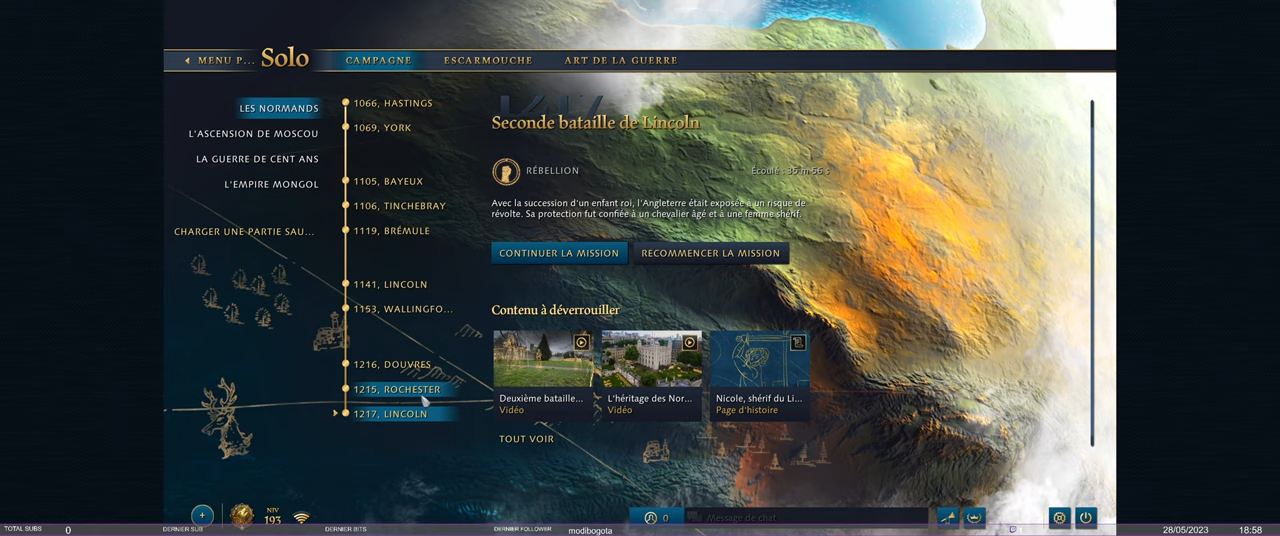 MENU P...
Solo
CAMPAGNE
ESCARMOUCHE
ART DE LA GUERRE
LES NORMANDS
L'ASCENSION DE MOSCOU
LA GUERRE DE CENT ANS
L'EMPIRE MONGOL
CHARGER UNE PARTIE SAU...
1066, HASTINGS
1069, YORK
1105, BAYEUX
1106, TINCHEBRAY
1119, BRÉMULE
1141, LINCOLN
1153, WALLINGFO...
1216, DOUVRES
1215, ROCHESTER
1217, LINCOLN
Seconde bataille de Lincoln
RÉBELLION
Écoulé : 35 m 56 s
Avec la succession d'un enfant roi, l'Angleterre était exposée à un risque de
révolte. Sa protection fut confiée à un chevalier âgé et à une femme shérif.
CONTINUER LA MISSION
RECOMMENCER LA MISSION
Contenu à déverrouiller
Deuxième bataille...
Vidéo
L'héritage des Nor...
Vidéo
Nicole, shérif du Li...
Page d'histoire
TOUT VOIR
NIV
193
0
Message de chat
TOTAL SUBS
0
DERNIER SUB
DERNIER BITS
DERNIER FOLLOWER
modibogota
28/05/2023
18:58